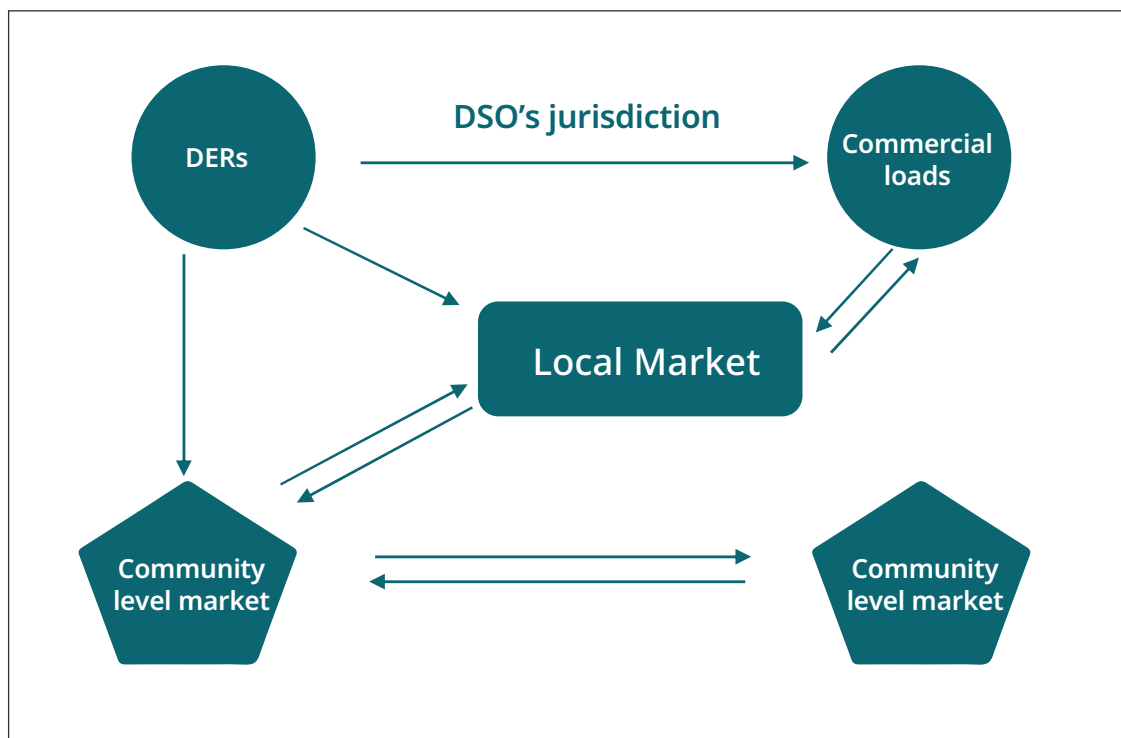 DSO’s jurisdiction
DERs
Commercial
loads
Local Market
Community
level market
Community
level market